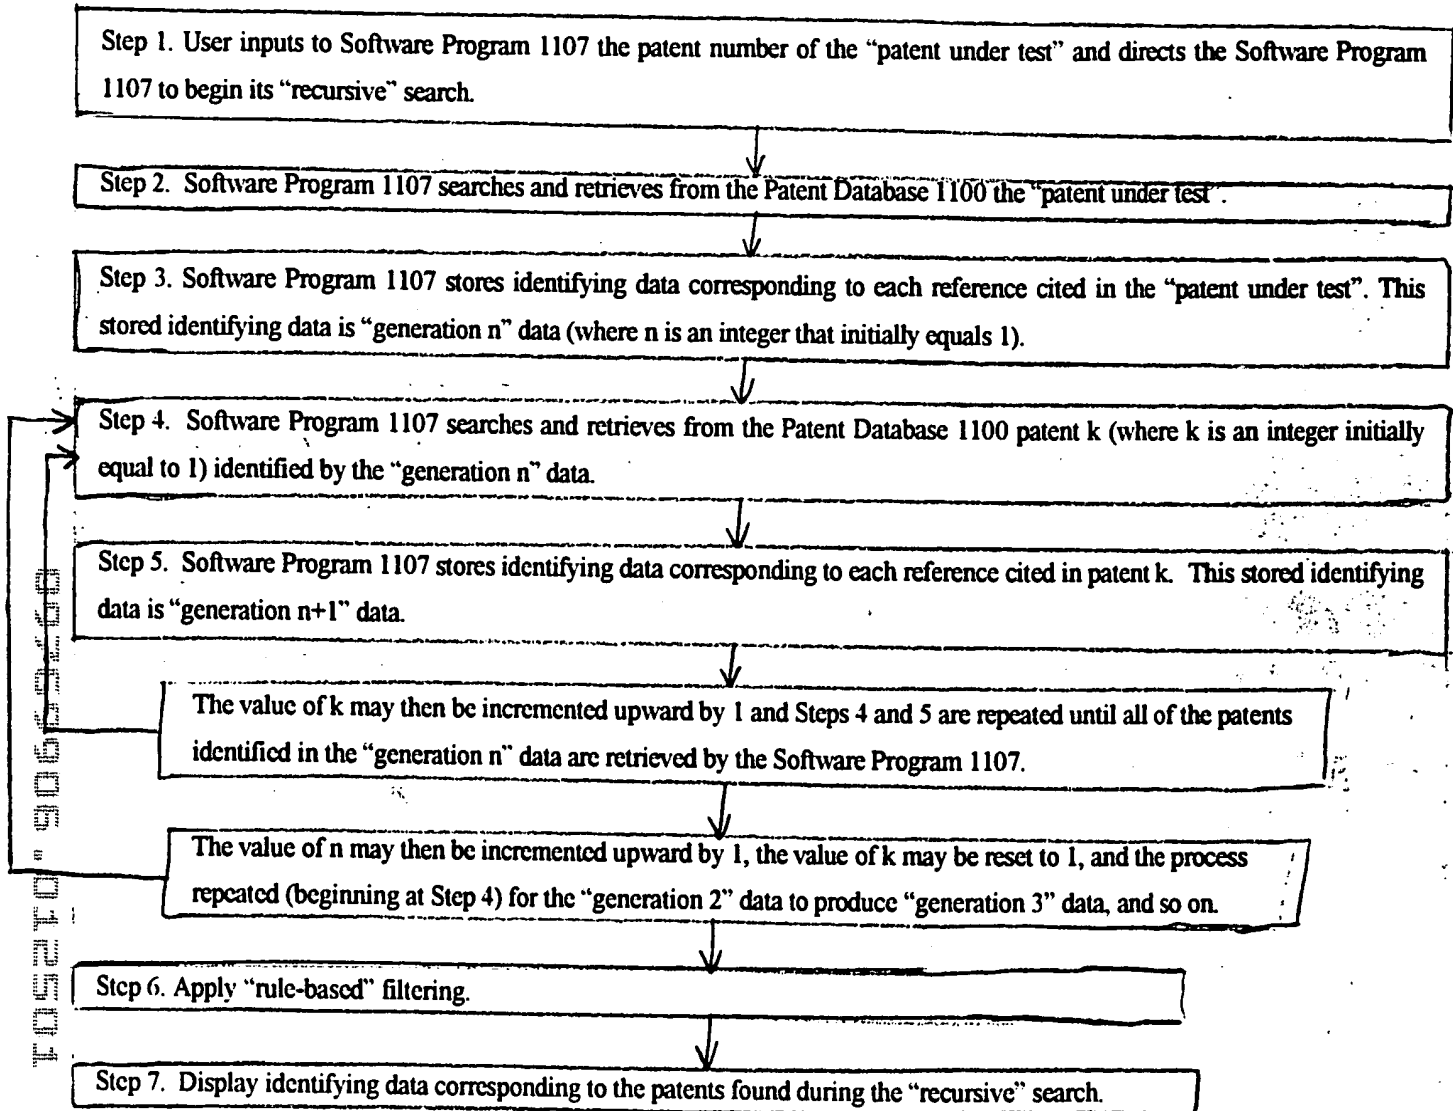 Step 1. User inputs to Software Program 1107 the patent number of the “patent under test” and directs the Software Program
1107 to begin its “recursive” search.
Step 2. Software Program 1107 searches and retrieves from the Patent Database 1100 the “patent under test”.
Step 3. Software Program 1107 stores identifying data corresponding to each reference cited in the “patent under test”. This
stored identifying data is “generation n” data (where n is an integer that initially equals 1).
Step 4. Software Program 1107 searches and retrieves from the Patent Database 1100 patent k (where k is an integer initially
equal to 1) identified by the “generation n” data.
Step 5. Software Program 1107 stores identifying data corresponding to each reference cited in patent k. This stored identifying
data is “generation n+1” data.
The value of k may then be incremented upward by 1 and Steps 4 and 5 are repeated until all of the patents
identified in the “generation n” data are retrieved by the Software Program 1107.
The value of n may then be incremented upward by 1, the value of k may be reset to 1, and the process
repeated (beginning at Step 4) for the “generation 2” data to produce “generation 3” data, and so on.
Step 6. Apply “rule-based” filtering.
Step 7. Display identifying data corresponding to the patents found during the “recursive” search.